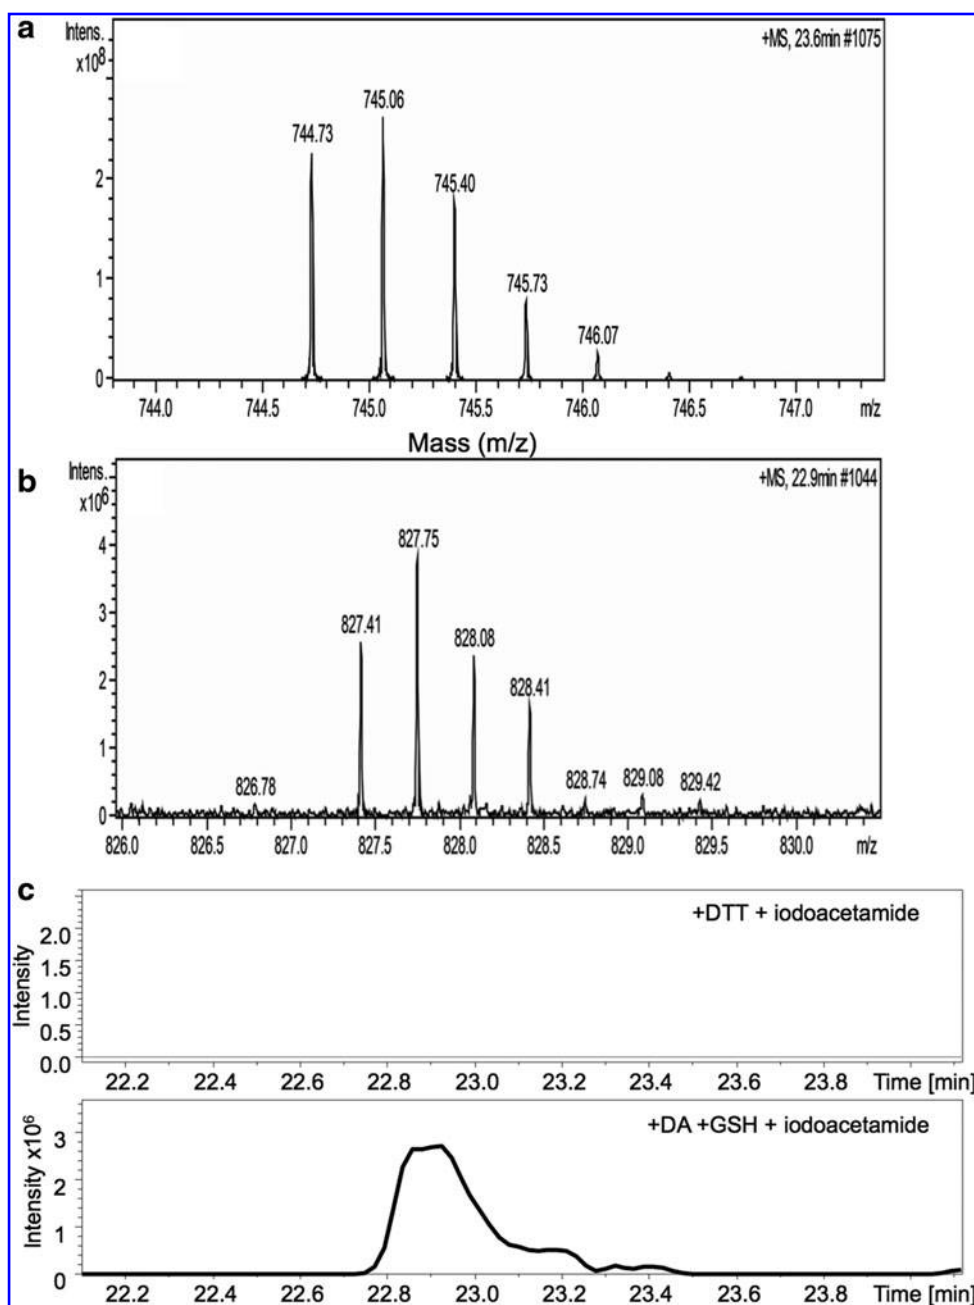 a
Intens.
x10⁸
+MS, 23.6min #1075
745.06
744.73
745.40
2
745.73
1
746.07
0
744.0 744.5 745.0 745.5 746.0 746.5 747.0 m/z
Mass (m/z)
b
Intens.
x10⁶
+MS, 22.9min #1044
827.75
4
827.41
828.08
3
828.41
2
1
826.78
828.74 829.08 829.42
0
826.0 826.5 827.0 827.5 828.0 828.5 829.0 829.5 830.0 m/z
c
+DTT + iodoacetamide
Intensity
2.0
1.5
1.0
0.5
0.0
22.2 22.4 22.6 22.8 23.0 23.2 23.4 23.6 23.8 Time [min]
+DA +GSH + iodoacetamide
Intensity x10⁶
3
2
1
0
22.2 22.4 22.6 22.8 23.0 23.2 23.4 23.6 23.8 Time [min]